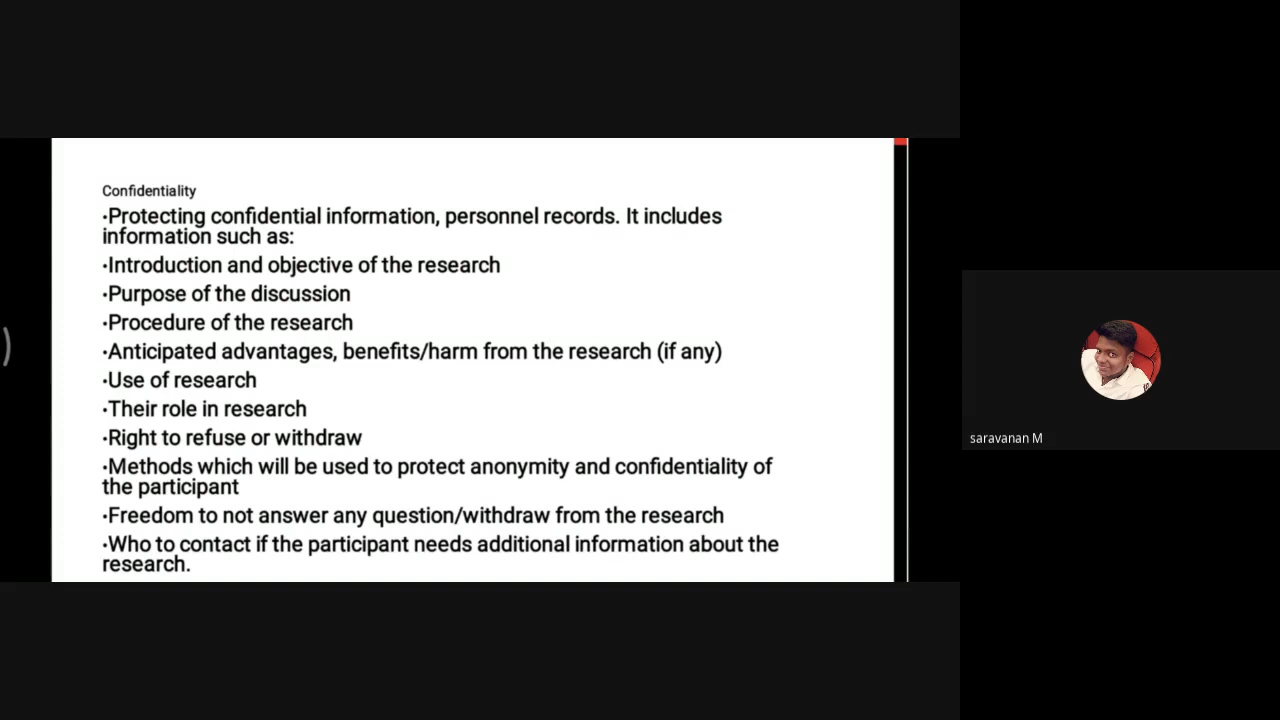 Confidentiality
·Protecting confidential information, personnel records. It includes
information such as:
·Introduction and objective of the research
·Purpose of the discussion
·Procedure of the research
·Anticipated advantages, benefits/harm from the research (if any)
·Use of research
·Their role in research
·Right to refuse or withdraw
·Methods which will be used to protect anonymity and confidentiality of
the participant
·Freedom to not answer any question/withdraw from the research
·Who to contact if the participant needs additional information about the
research.
saravanan M